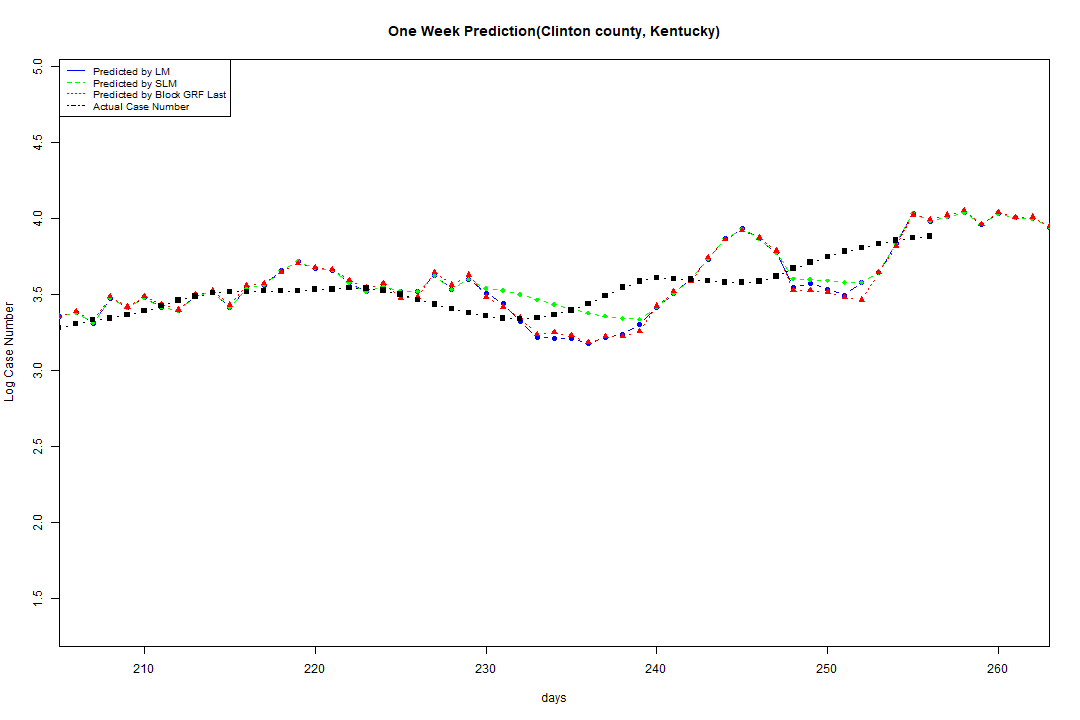 One Week Prediction(Clinton county, Kentucky)
Predicted by LM
Predicted by SLM
Predicted by Block GRF Last
Actual Case Number
5.0
4.5
4.0
3.5
3.0
2.5
2.0
1.5
Log Case Number
210 220 230 240 250 260
days